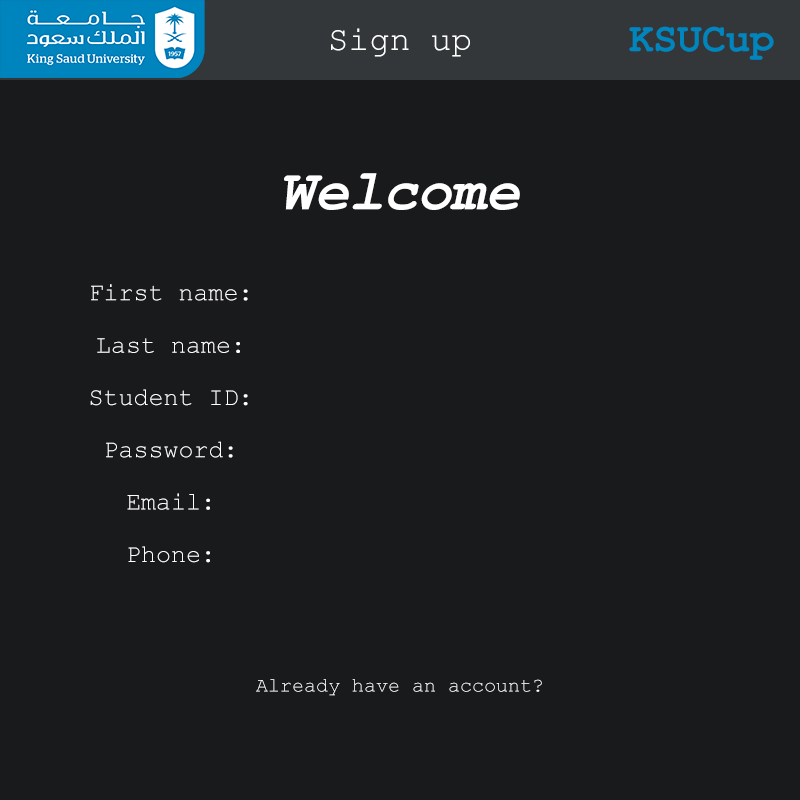 جامعة
الملك سعود
King Saud University
1957
Sign up
KSUCup
Welcome
First name:
Last name:
Student ID:
Password:
Email:
Phone:
Already have an account?